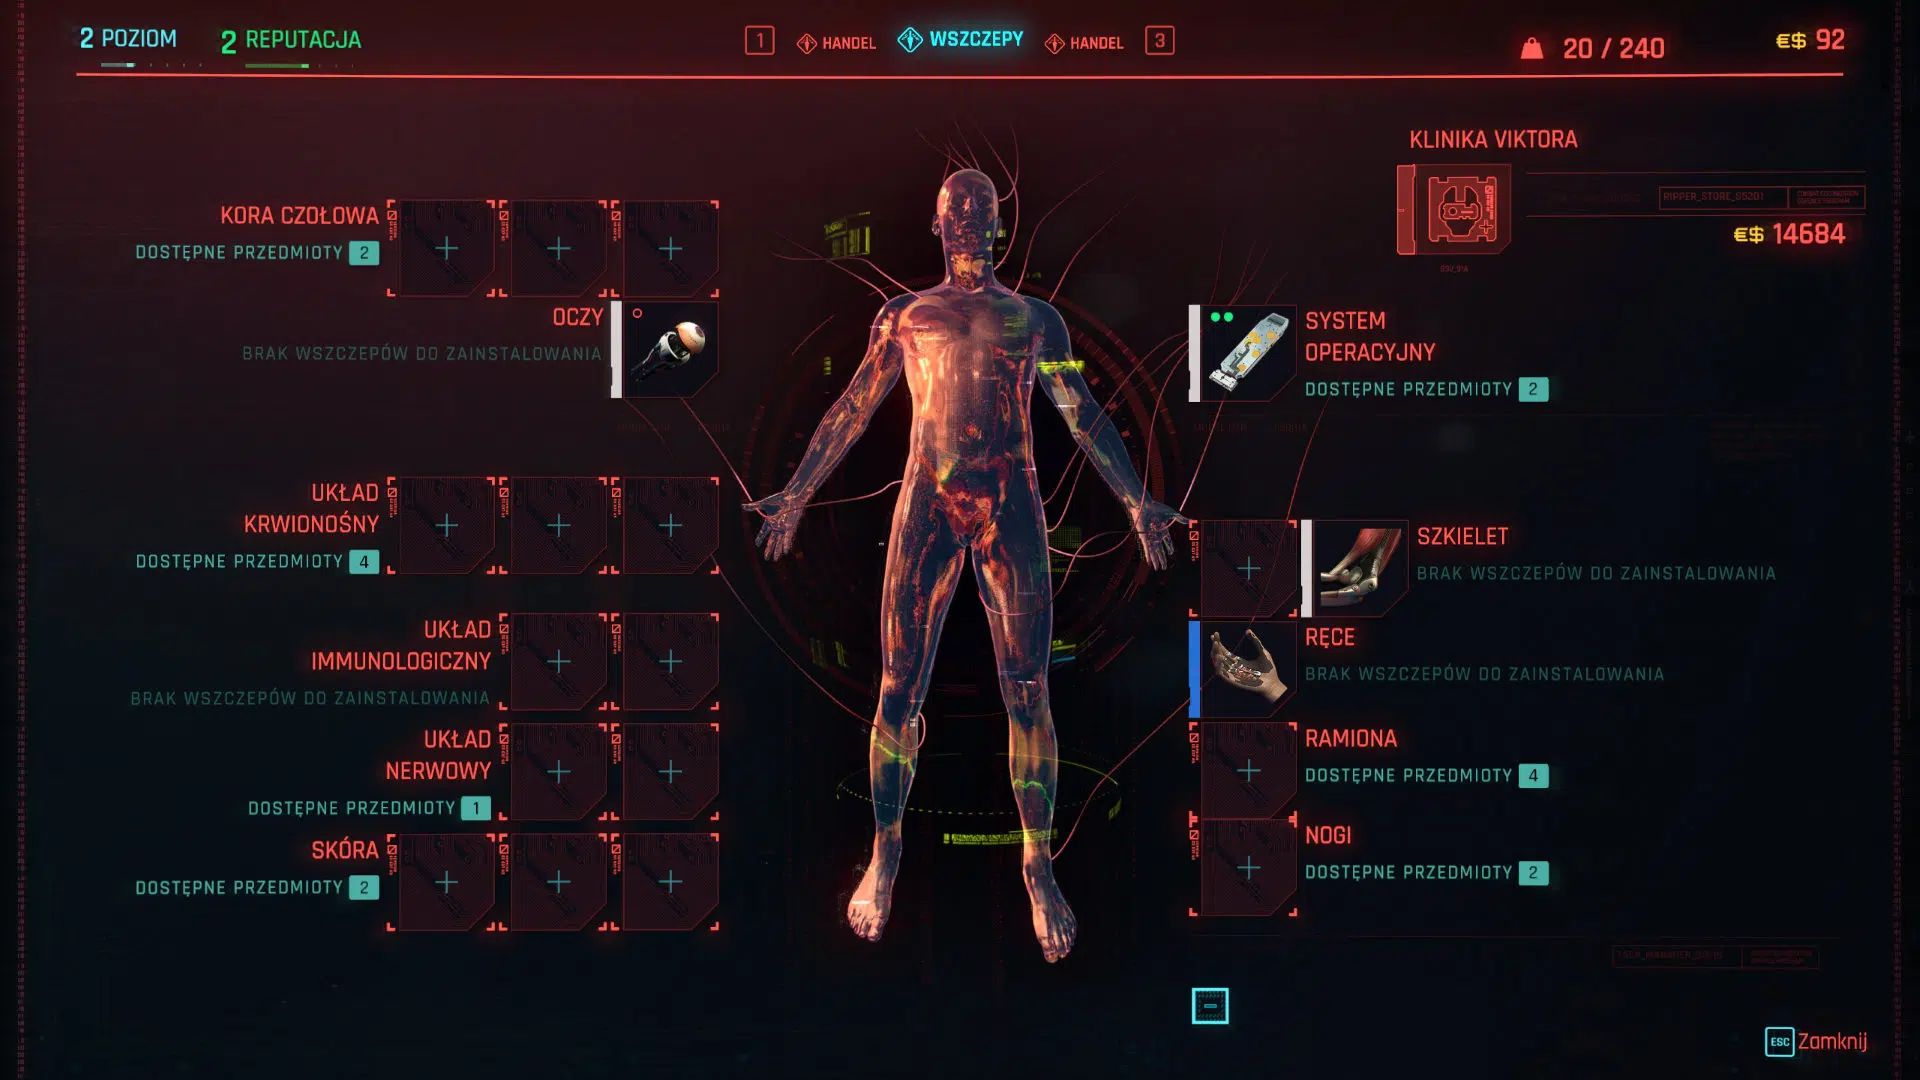 2 POZIOM
2 REPUTACJA
1
HANDEL
WSZCZEPY
HANDEL
3
20 / 240
€$ 92
KLINIKA VIKTORA
RIPPER_STORE_S5201
€$ 14684
KORA CZOŁOWA
DOSTĘPNE PRZEDMIOTY 2
OCZY
BRAK WSZCZEPÓW DO ZAINSTALOWANIA
UKŁAD
KRWIONOŚNY
DOSTĘPNE PRZEDMIOTY 4
UKŁAD
IMMUNOLOGICZNY
BRAK WSZCZEPÓW DO ZAINSTALOWANIA
UKŁAD
NERWOWY
DOSTĘPNE PRZEDMIOTY 1
SKÓRA
DOSTĘPNE PRZEDMIOTY 2
SYSTEM
OPERACYJNY
DOSTĘPNE PRZEDMIOTY 2
SZKIELET
BRAK WSZCZEPÓW DO ZAINSTALOWANIA
RĘCE
BRAK WSZCZEPÓW DO ZAINSTALOWANIA
RAMIONA
DOSTĘPNE PRZEDMIOTY 4
NOGI
DOSTĘPNE PRZEDMIOTY 2
ESC Zamknij